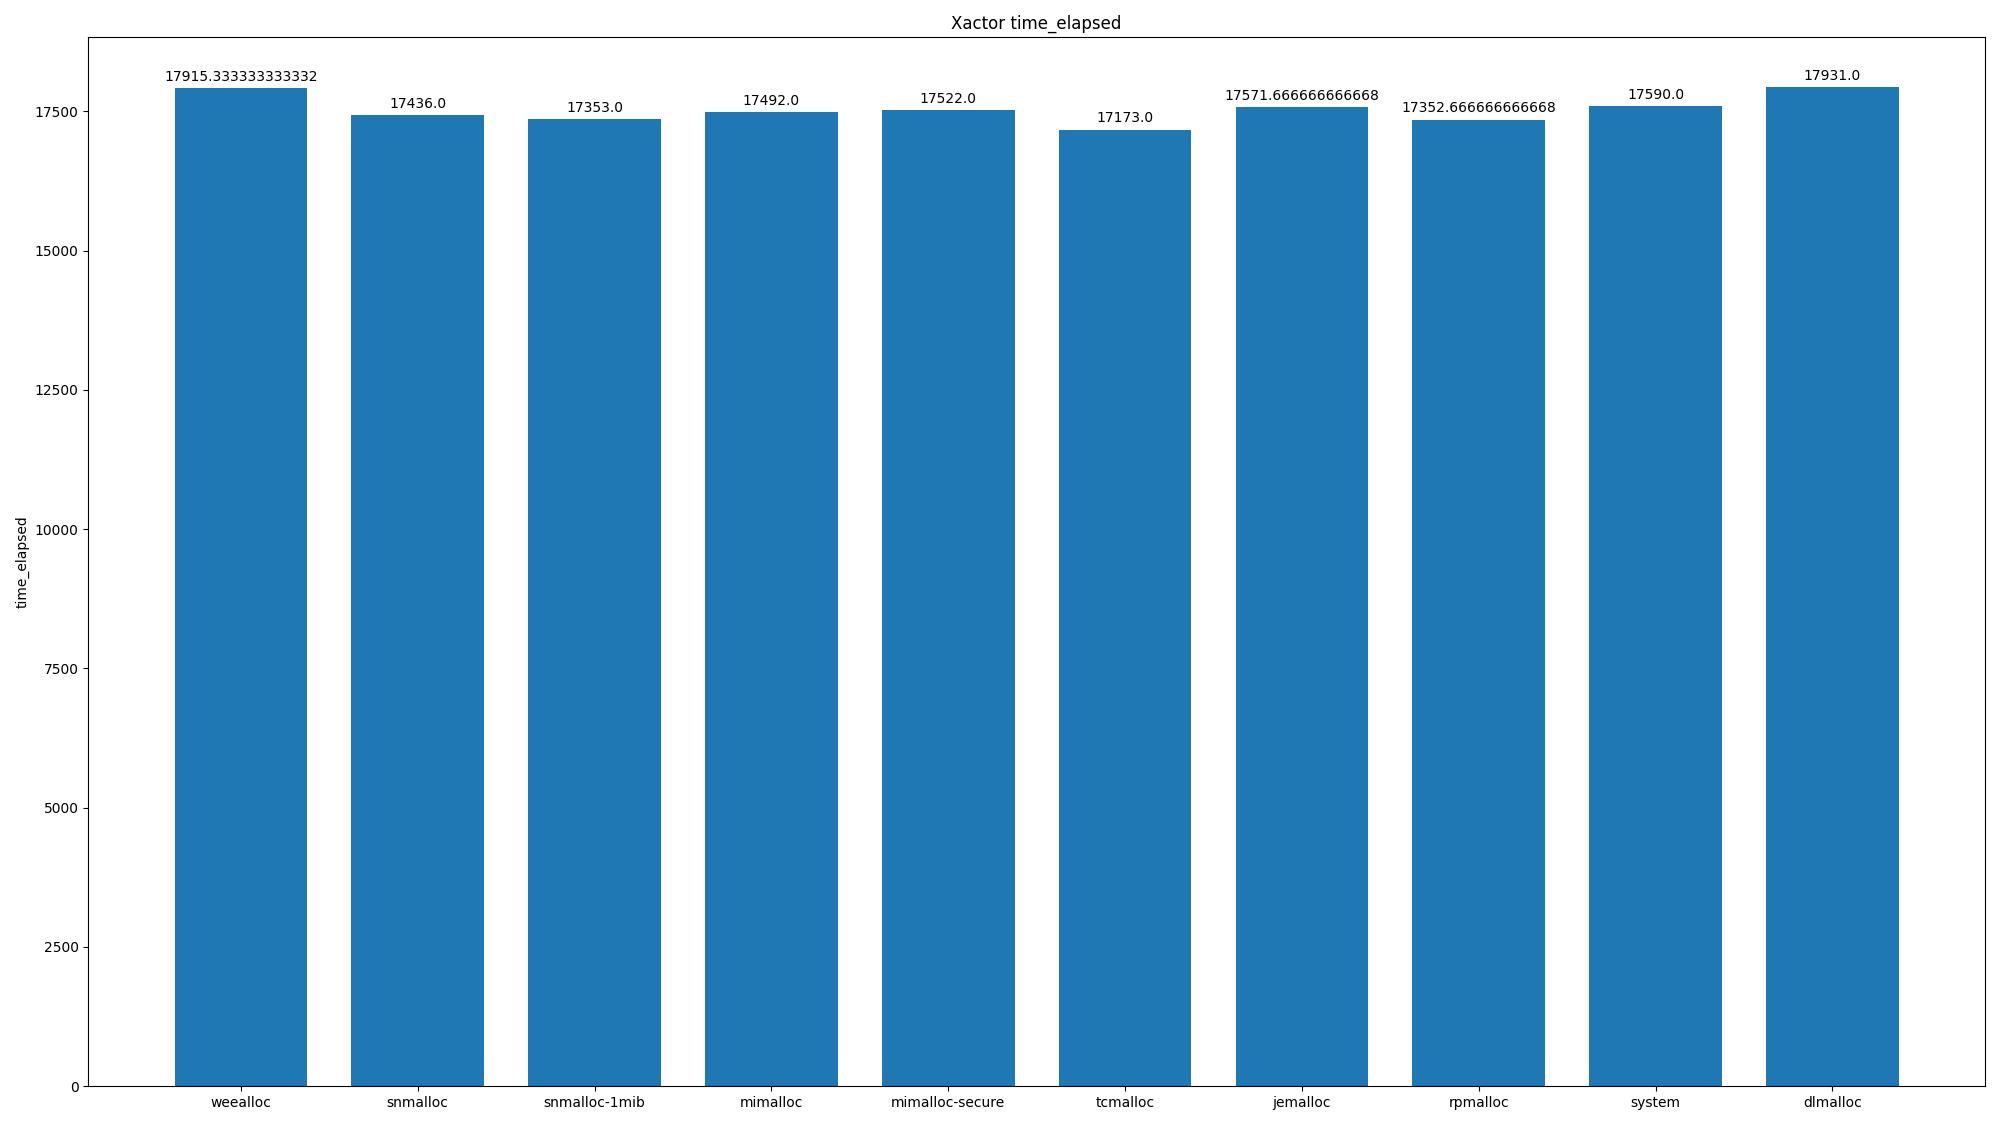 Xactor time_elapsed
17915.333333333332
17436.0
17353.0
17492.0
17522.0
17173.0
17571.666666666668
17352.666666666668
17590.0
17931.0
time_elapsed
17500
15000
12500
10000
7500
5000
2500
0
weealloc
snmalloc
snmalloc-1mib
mimalloc
mimalloc-secure
tcmalloc
jemalloc
rpmalloc
system
dlmalloc